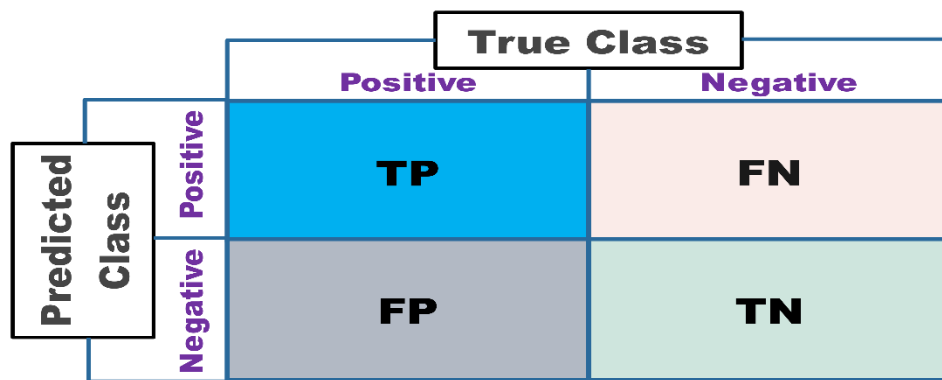 True Class
Positive Negative
Predicted
Class
Positive
TP FN
Negative
FP TN